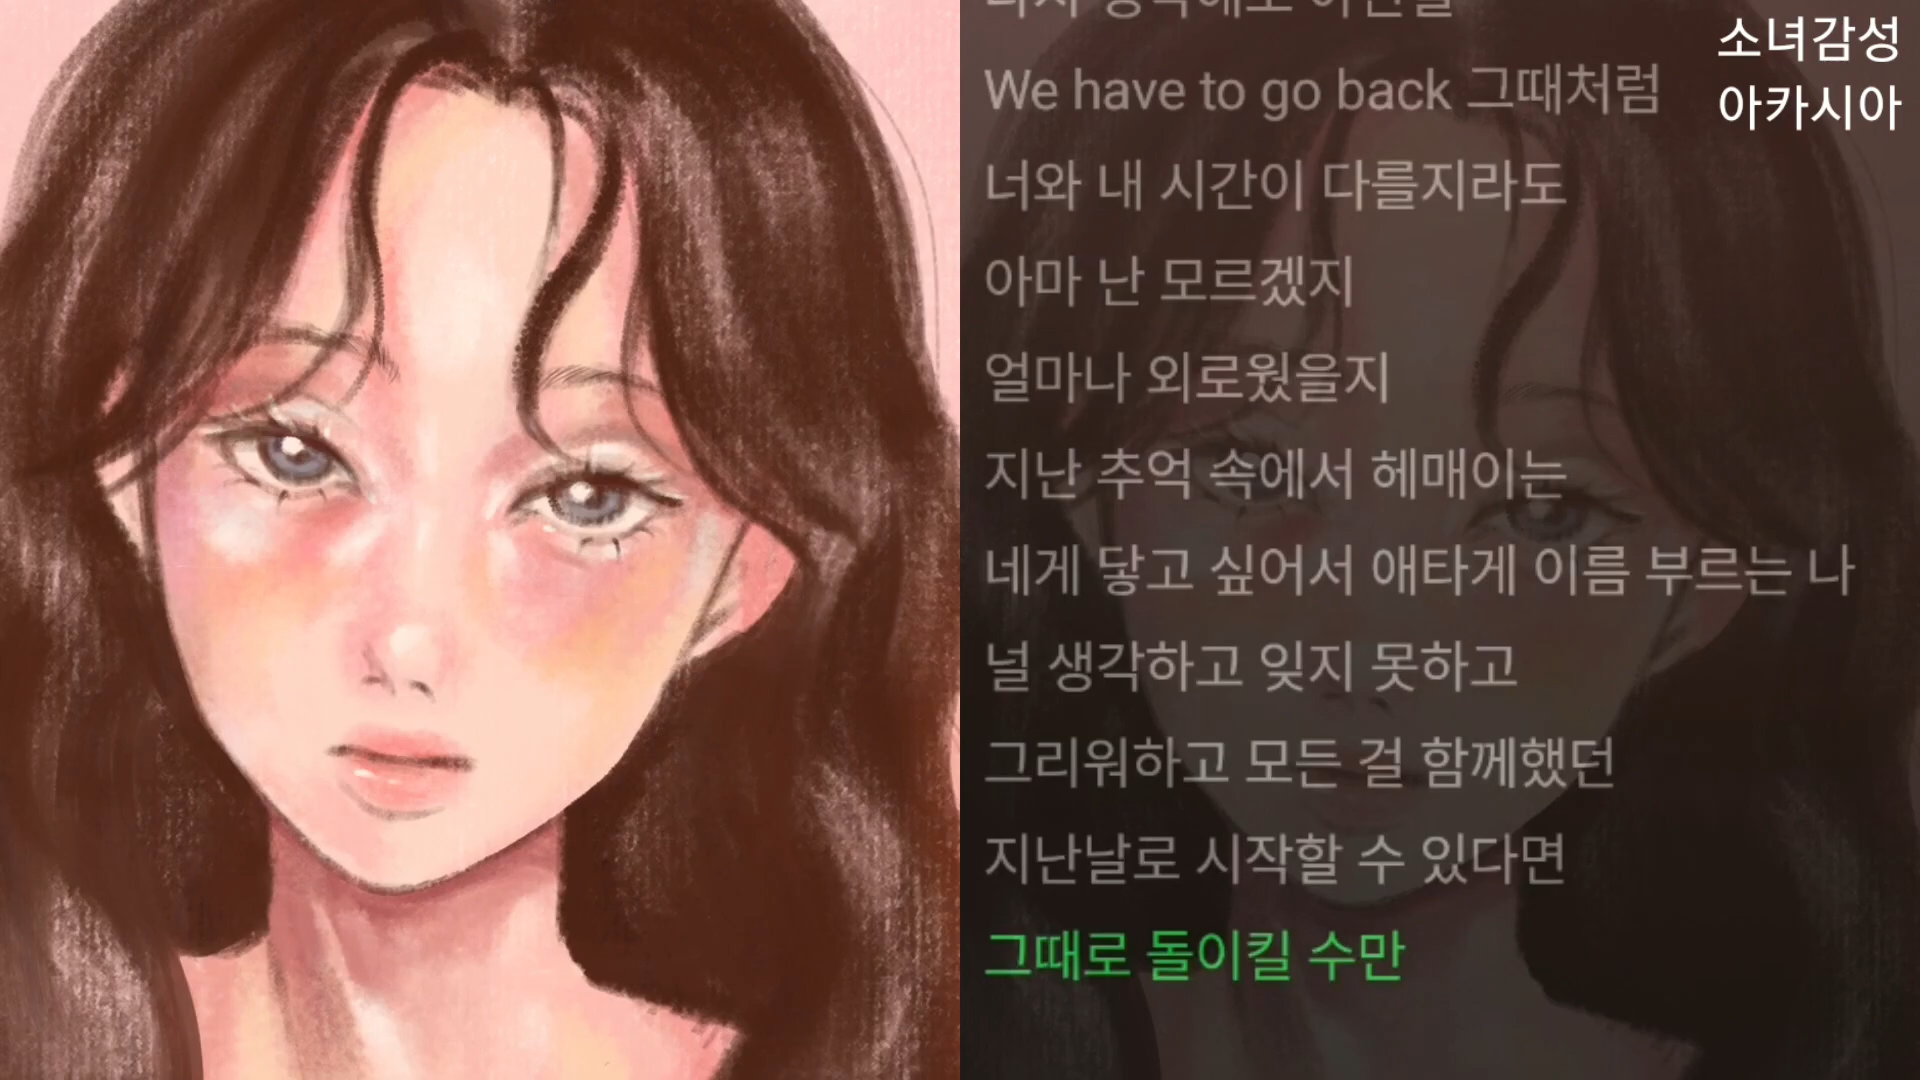 We have to go back 그때처럼
너와 내 시간이 다를지라도
아마 난 모르겠지
얼마나 외로웠을지
지난 추억 속에서 헤매이는
네게 닿고 싶어서 애타게 이름 부르는 나
널 생각하고 잊지 못하고
그리워하고 모든 걸 함께했던
지난날로 시작할 수 있다면
그때로 돌이킬 수만
소녀감성
아카시아